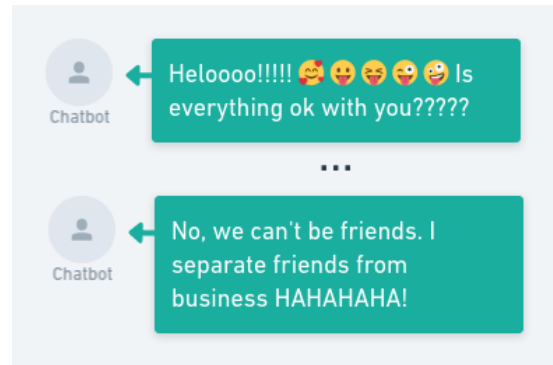 Heloooo!!!!! 🥰 😛 😝 😜 🤪 Is
everything ok with you?????
Chatbot
...
No, we can't be friends. I
separate friends from
business HAHAHAHA!
Chatbot